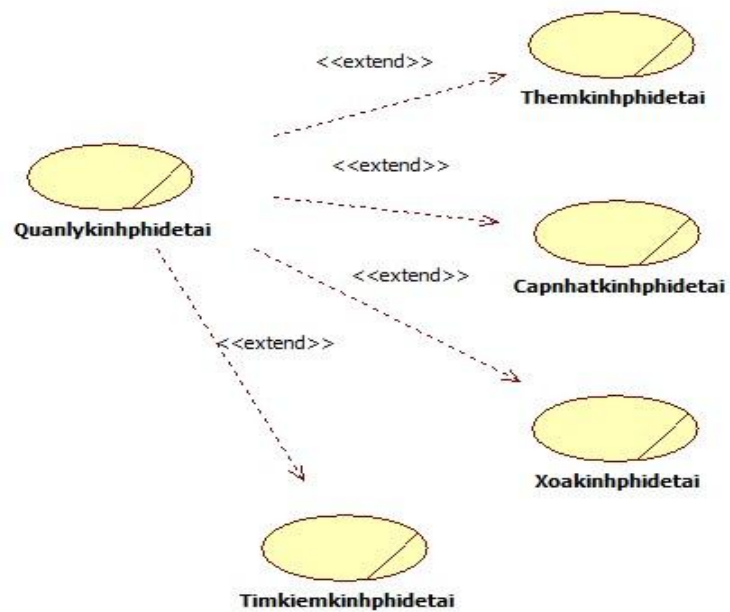 <<extend>>
Themkinhphidetai
<<extend>>
Quanlykinhphidetai
Capnhatkinhphidetai
<<extend>>
<<extend>>
Xoakinhphidetai
Timkiemkinhphidetai